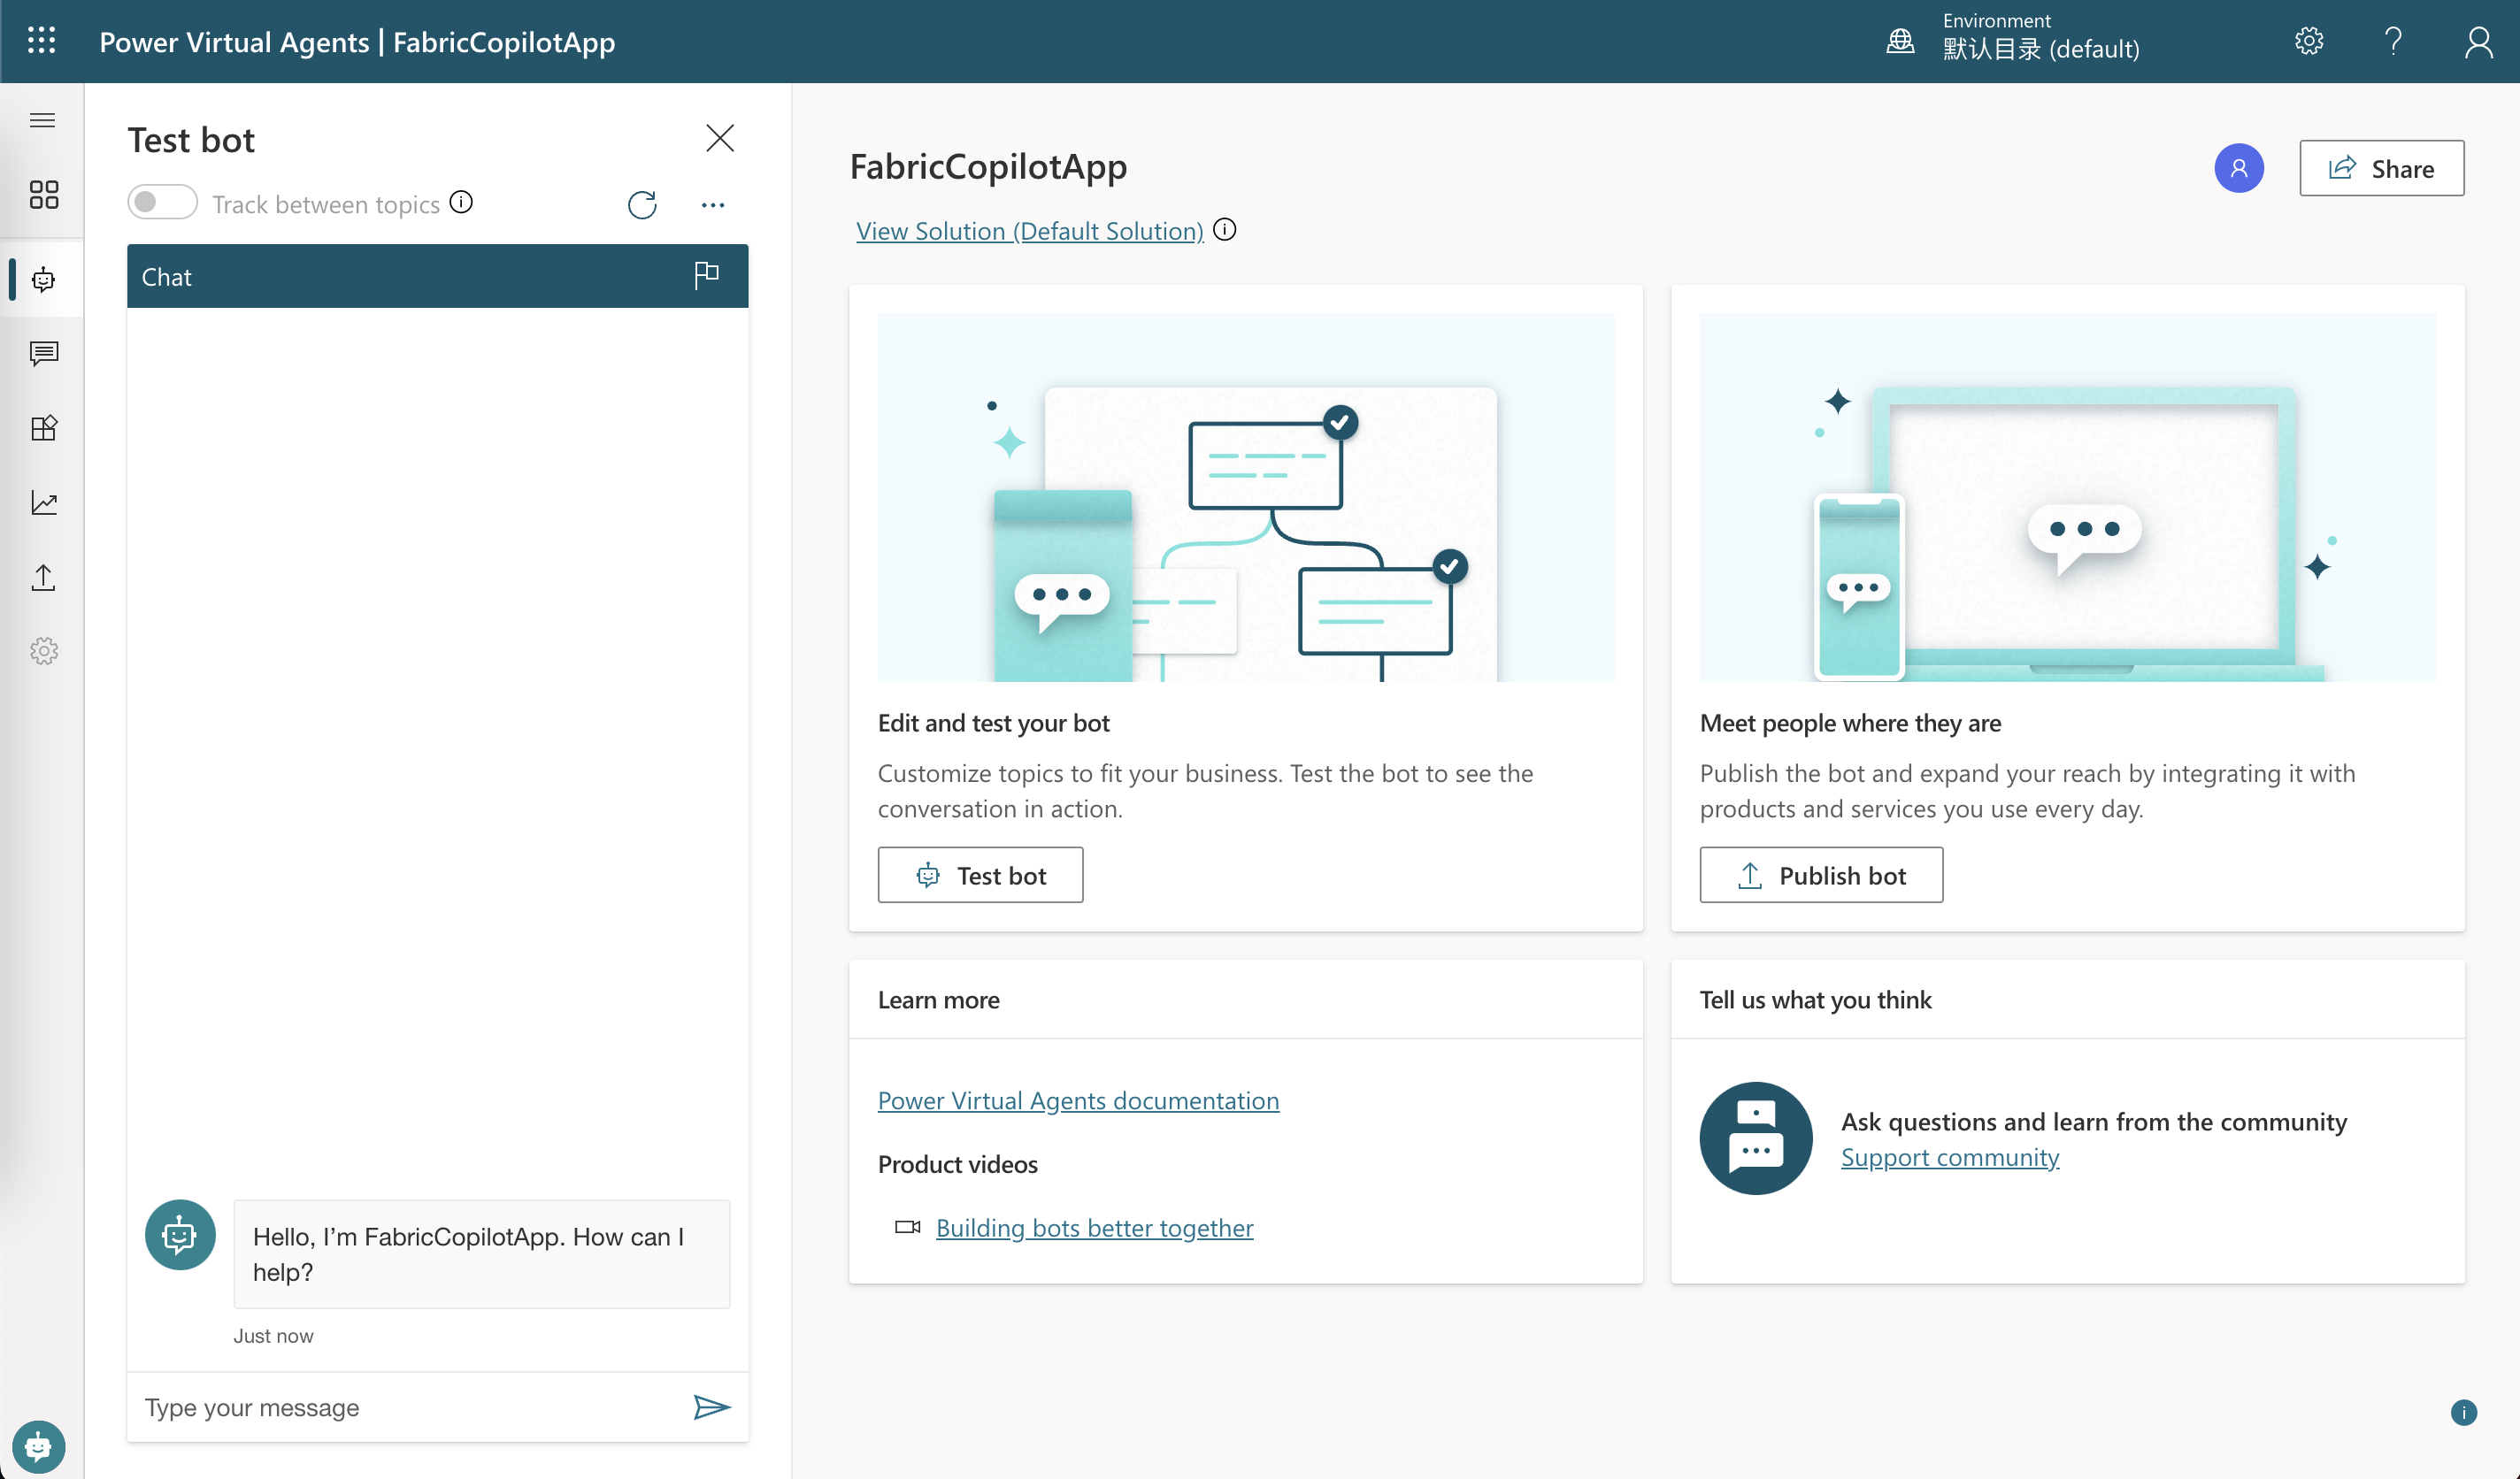 Power Virtual Agents | FabricCopilotApp
Environment
默认目录 (default)
Test bot
Track between topics
Chat
Hello, I’m FabricCopilotApp. How can I
help?
Just now
Type your message
FabricCopilotApp
Share
View Solution (Default Solution)
Edit and test your bot
Customize topics to fit your business. Test the bot to see the
conversation in action.
Test bot
Meet people where they are
Publish the bot and expand your reach by integrating it with
products and services you use every day.
Publish bot
Learn more
Power Virtual Agents documentation
Product videos
Building bots better together
Tell us what you think
Ask questions and learn from the community
Support community